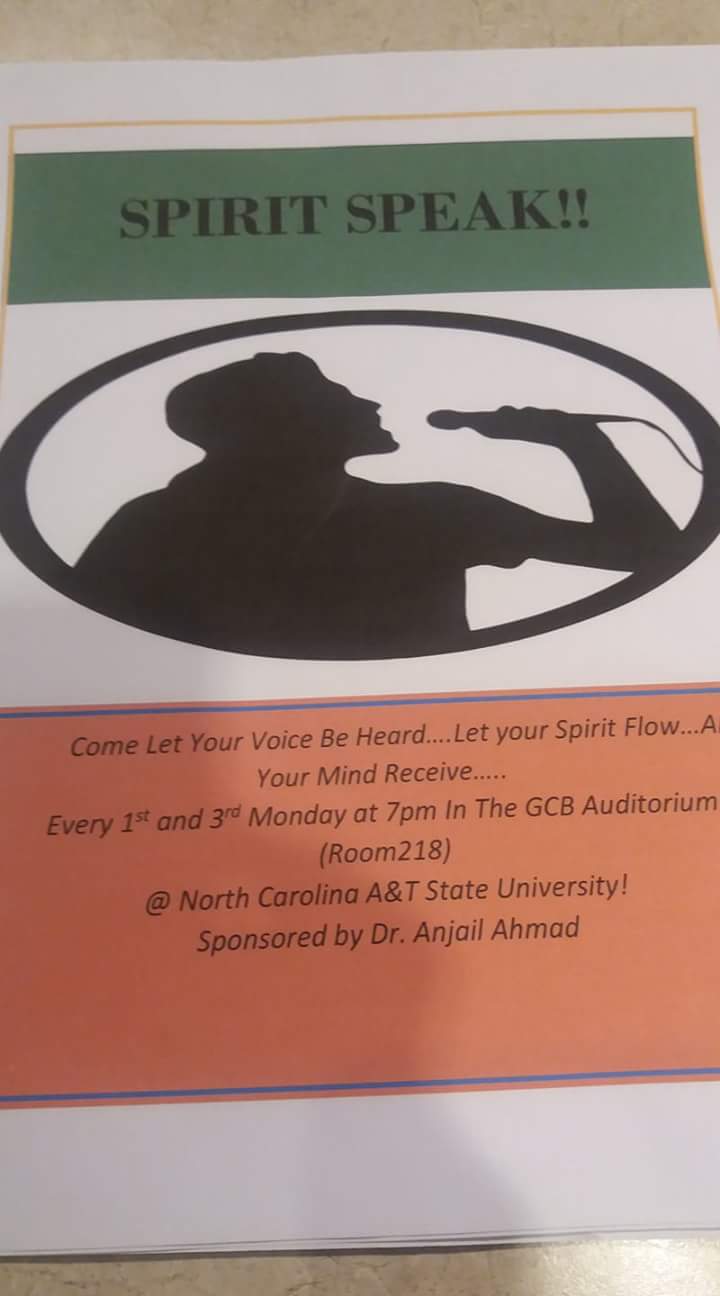 SPIRIT SPEAK!!
Come Let Your Voice Be Heard....Let your Spirit Flow...
Your Mind Receive.....
Every 1st and 3rd Monday at 7pm In The GCB Auditorium
(Room218)
@ North Carolina A&T State University!
Sponsored by Dr. Anjail Ahmad